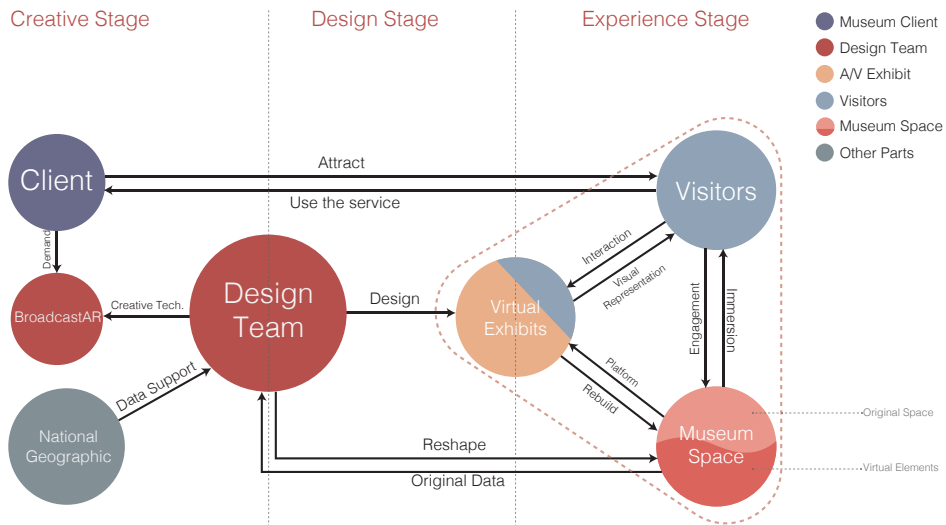 Creative Stage
Design Stage
Experience Stage
Museum Client
Design Team
A/V Exhibit
Visitors
Museum Space
Other Parts
Client
Attract
Use the service
Visitors
Demand
Interaction
Visual
Representation
Design
Team
Design
BroadcastAR
Creative Tech.
Virtual
Exhibits
Engagement
Immersion
Data Support
Platform
Rebuild
National
Geographic
Reshape
Original Data
Museum
Space
Original Space
Virtual Elements